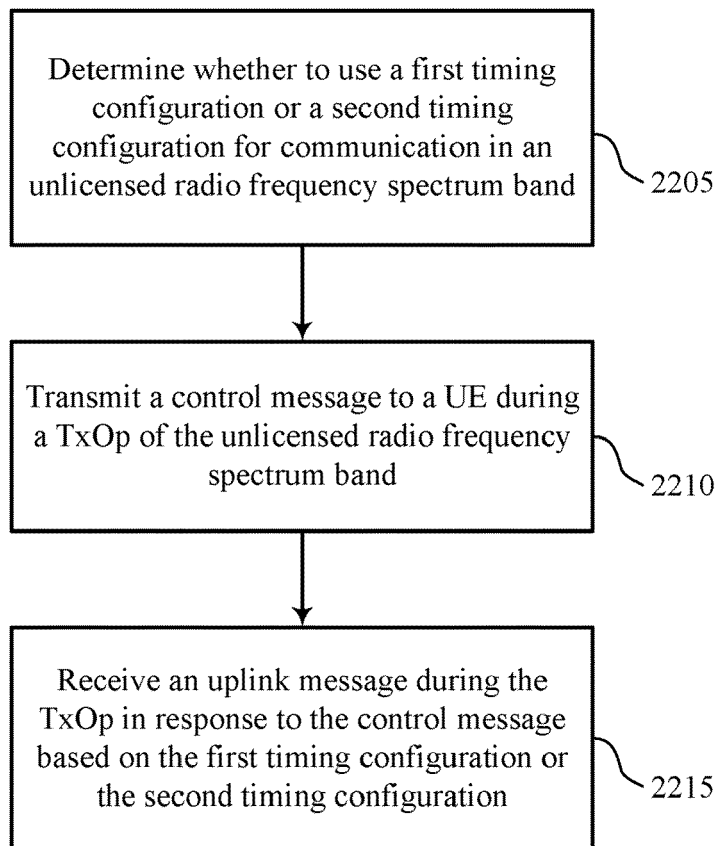 Determine whether to use a first timing
configuration or a second timing
configuration for communication in an
unlicensed radio frequency spectrum band
2205
Transmit a control message to a UE during
a TxOp of the unlicensed radio frequency
spectrum band
2210
Receive an uplink message during the
TxOp in response to the control message
based on the first timing configuration or
the second timing configuration
2215